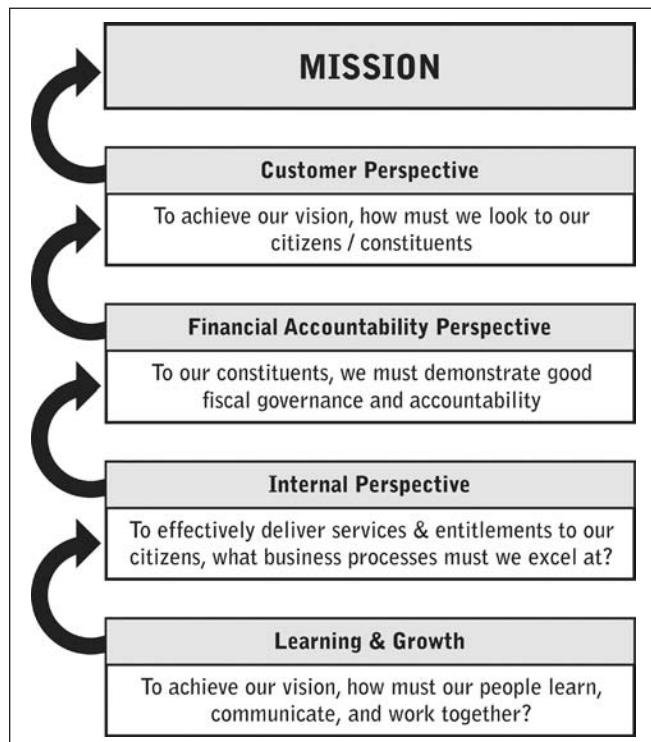 MISSION
Customer Perspective
To achieve our vision, how must we look to our
citizens / constituents
Financial Accountability Perspective
To our constituents, we must demonstrate good
fiscal governance and accountability
Internal Perspective
To effectively deliver services & entitlements to our
citizens, what business processes must we excel at?
Learning & Growth
To achieve our vision, how must our people learn,
communicate, and work together?